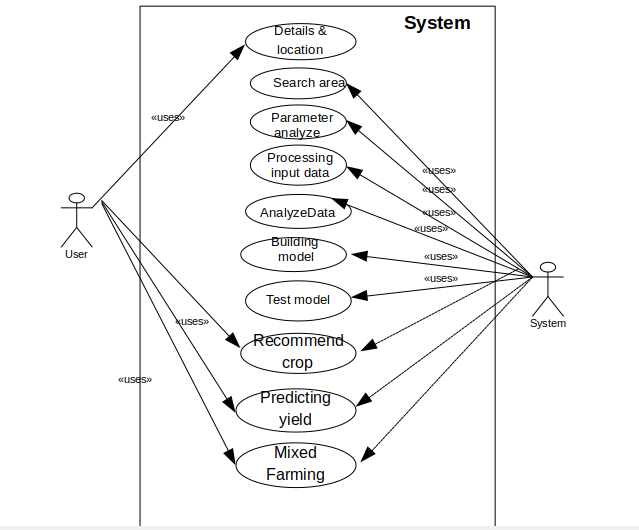 System
Details &
location
Search area
«uses»
Parameter
analyze
Processing
input data
«uses»
«uses»
«uses»
AnalyzeData
«uses»
User
Building
model
«uses»
Test model
«uses»
System
«uses»
Recommend
crop
«uses»
Predicting
yield
Mixed
Farming